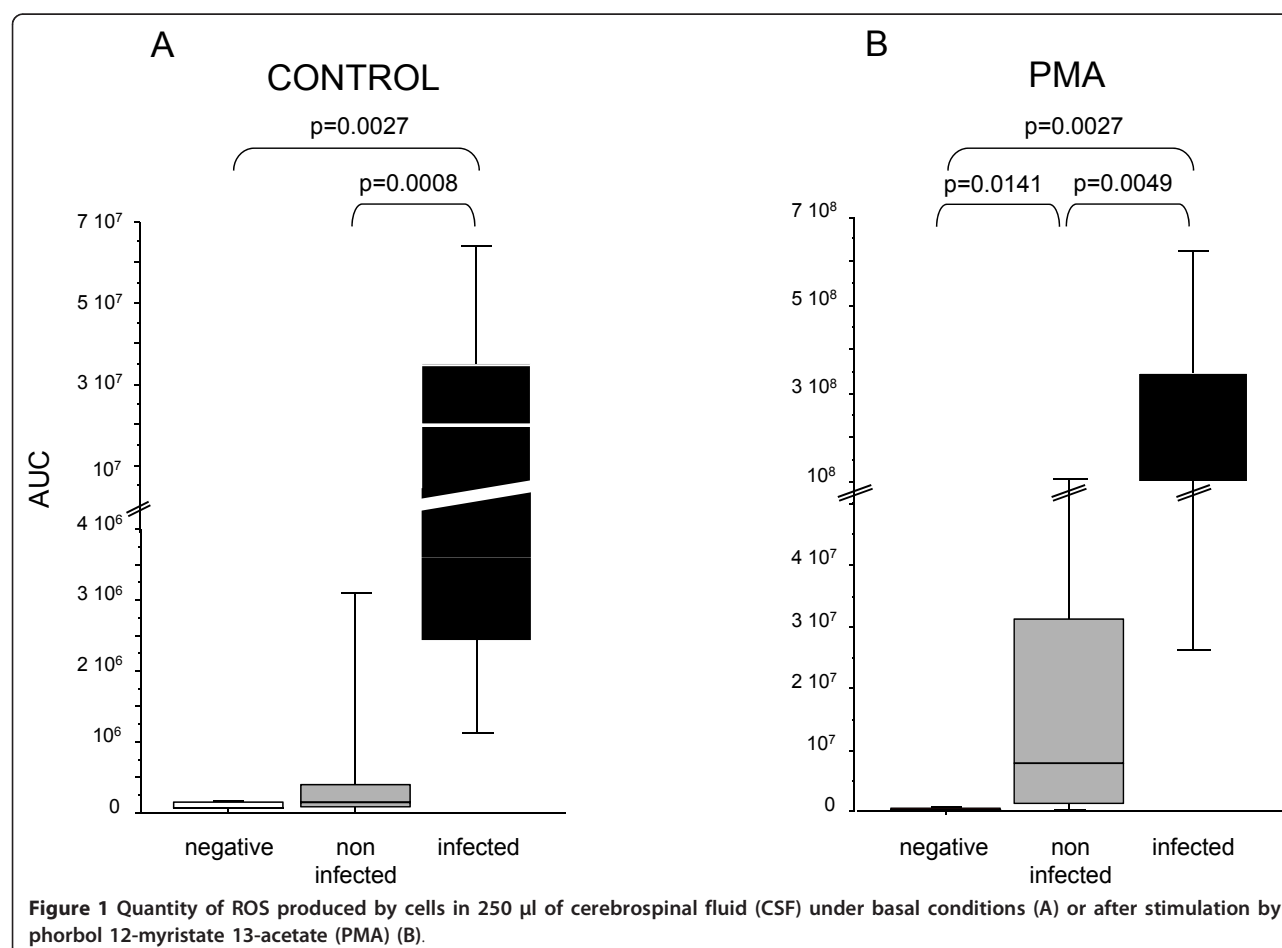 A
CONTROL
p=0.0027
p=0.0008
7 10⁷
5 10⁷
3 10⁷
10⁷
4 10⁶
3 10⁶
2 10⁶
10⁶
0
AUC
negative
non
infected
infected
B
PMA
p=0.0027
p=0.0141
p=0.0049
7 10⁸
5 10⁸
3 10⁸
10⁸
4 10⁷
3 10⁷
2 10⁷
10⁷
0
negative
non
infected
infected
Figure 1 Quantity of ROS produced by cells in 250 μl of cerebrospinal fluid (CSF) under basal conditions (A) or after stimulation by
phorbol 12-myristate 13-acetate (PMA) (B).